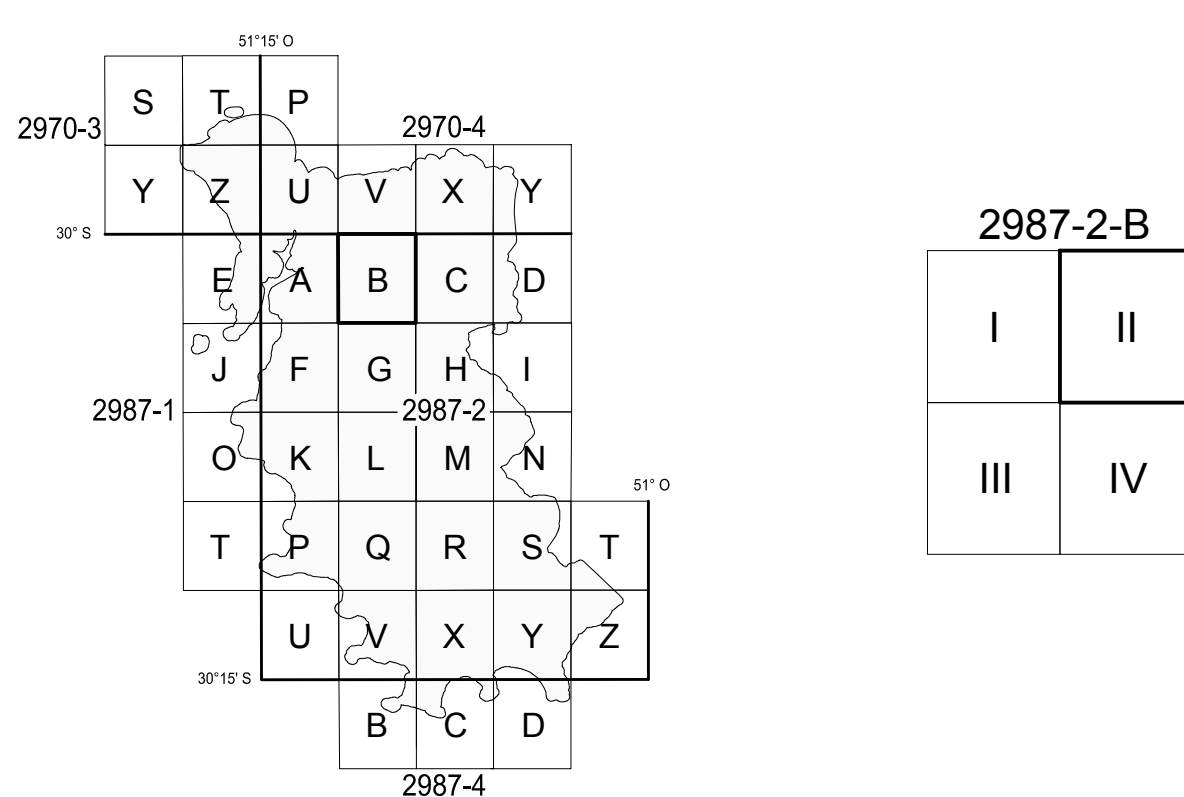 51°15' O
S T P
2970-3 2970-4
Y Z U V X Y
30° S
E A B C D
J F G H I
2987-1 2987-2
O K L M N
51° O
T P Q R S T
U V X Y Z
30°15' S
B C D
2987-4
2987-2-B
I II
III IV